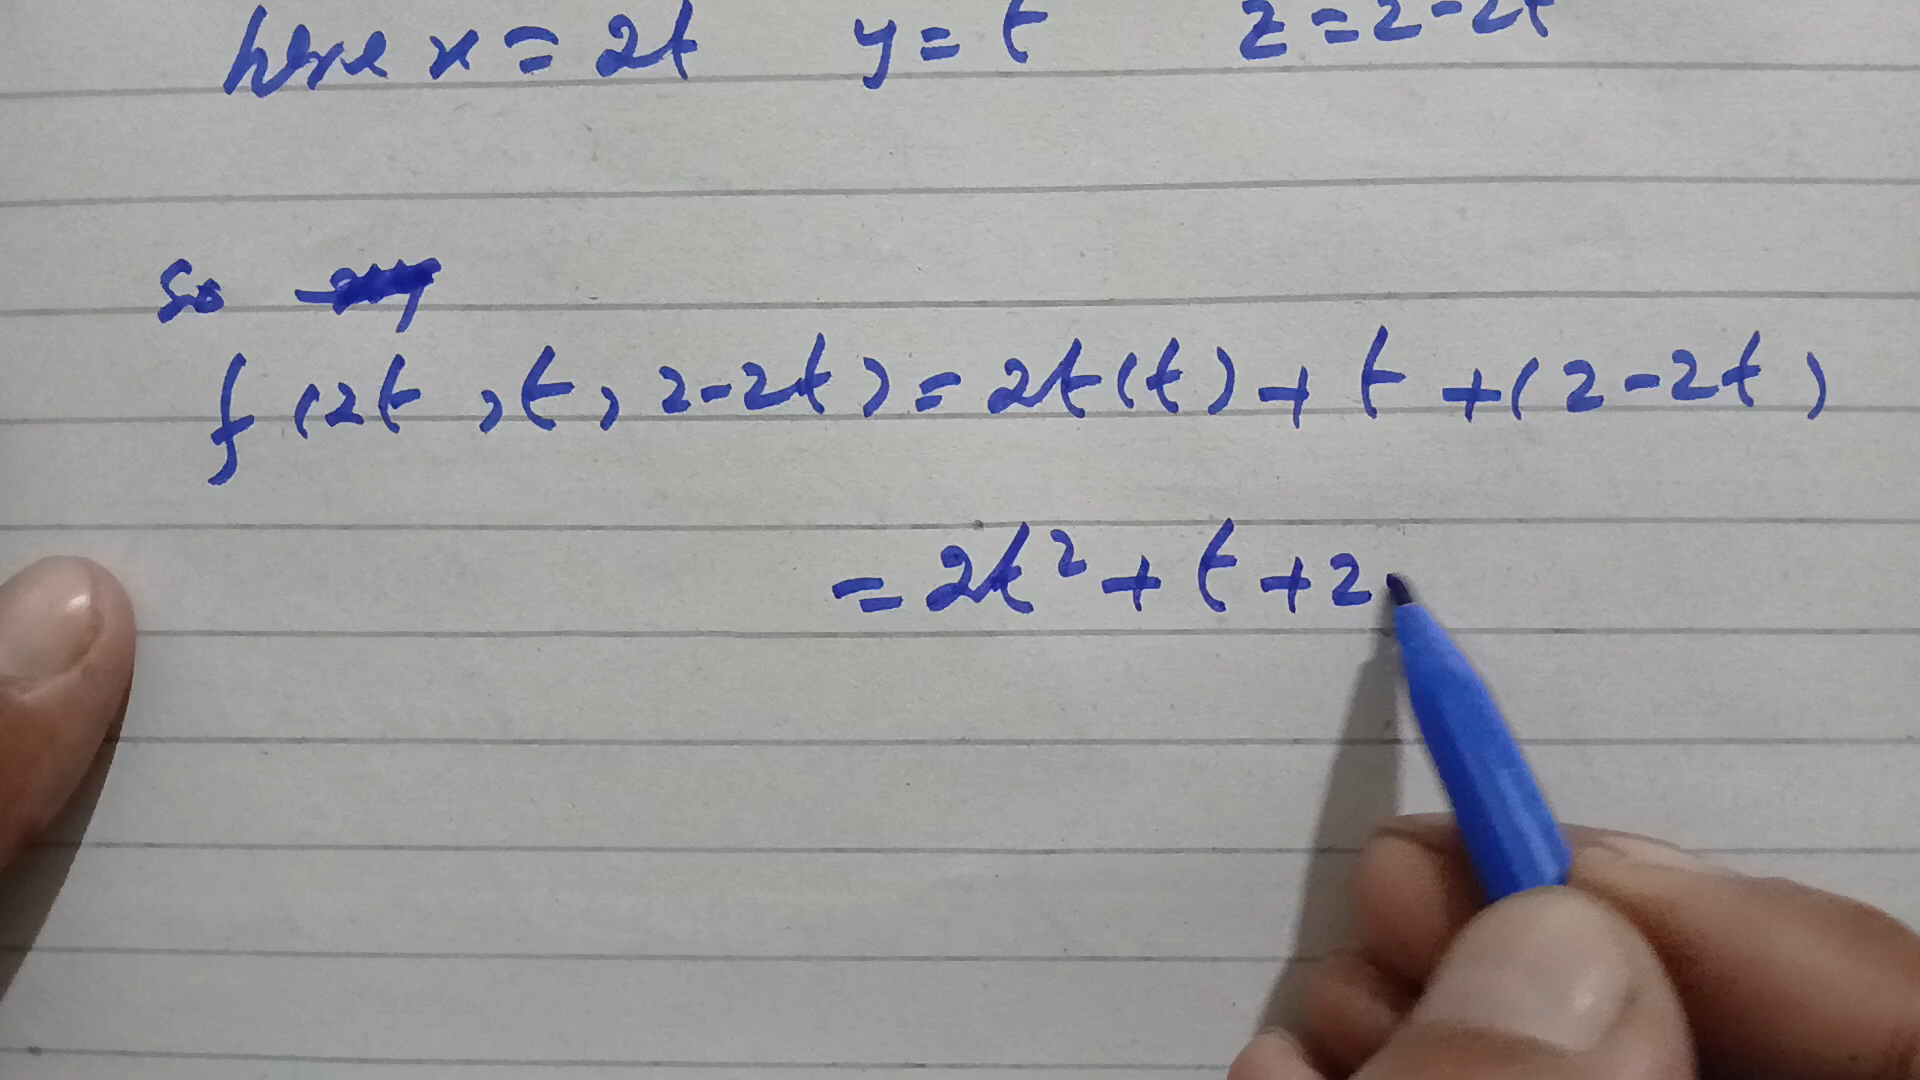 here x = 2t y = t z = 2-2t
so
f (2t , t , 2-2t) = 2t(t) + t + (2-2t)
= 2t² + t + 2